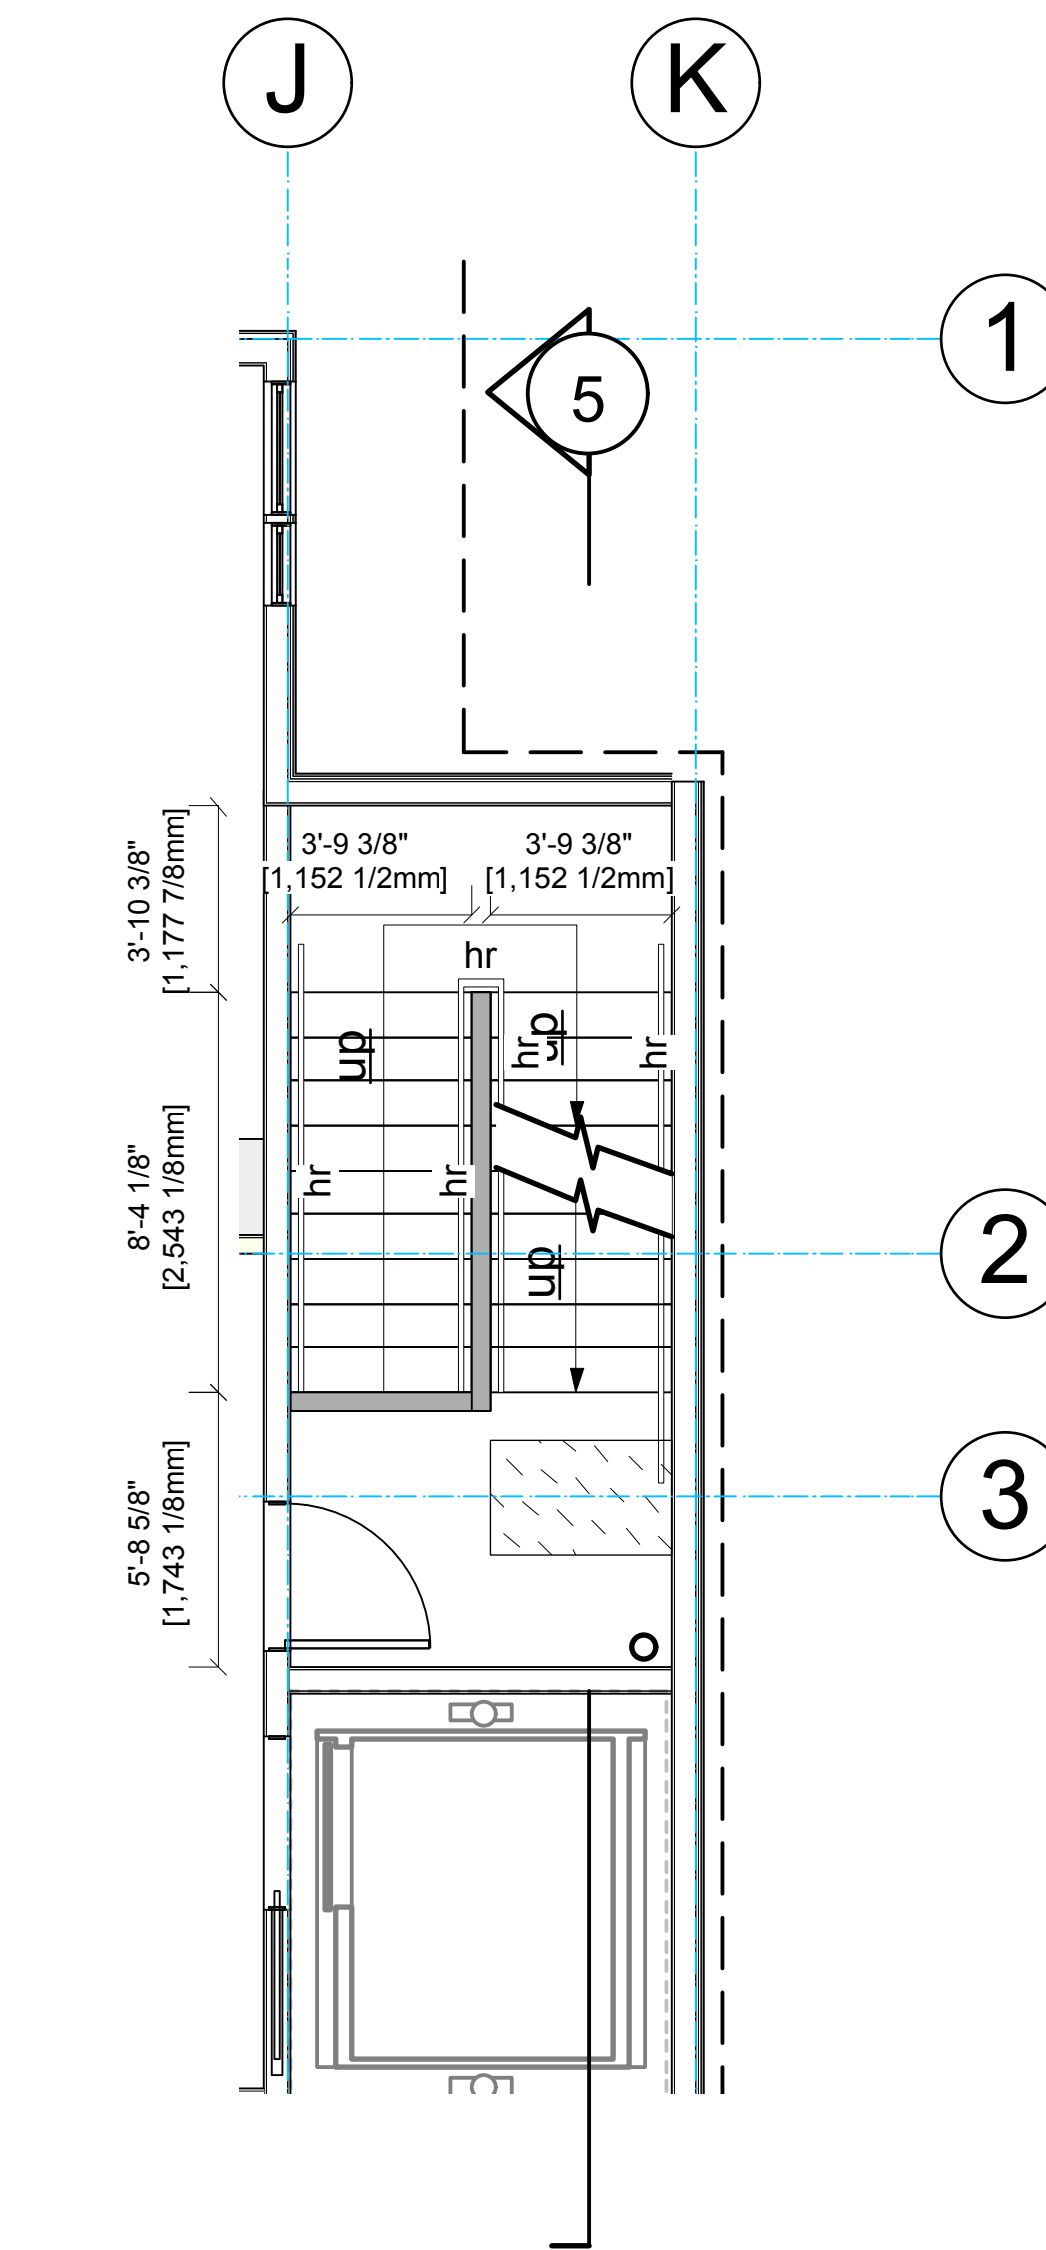 J
K
1
5
3'-9 3/8"
[1,152 1/2mm]
3'-9 3/8"
[1,152 1/2mm]
3'-10 3/8"
[1,177 7/8mm]
hr
up
hr
up
hr
8'-4 1/8"
[2,543 1/8mm]
hr
hr
up
2
5'-8 5/8"
[1,743 1/8mm]
3